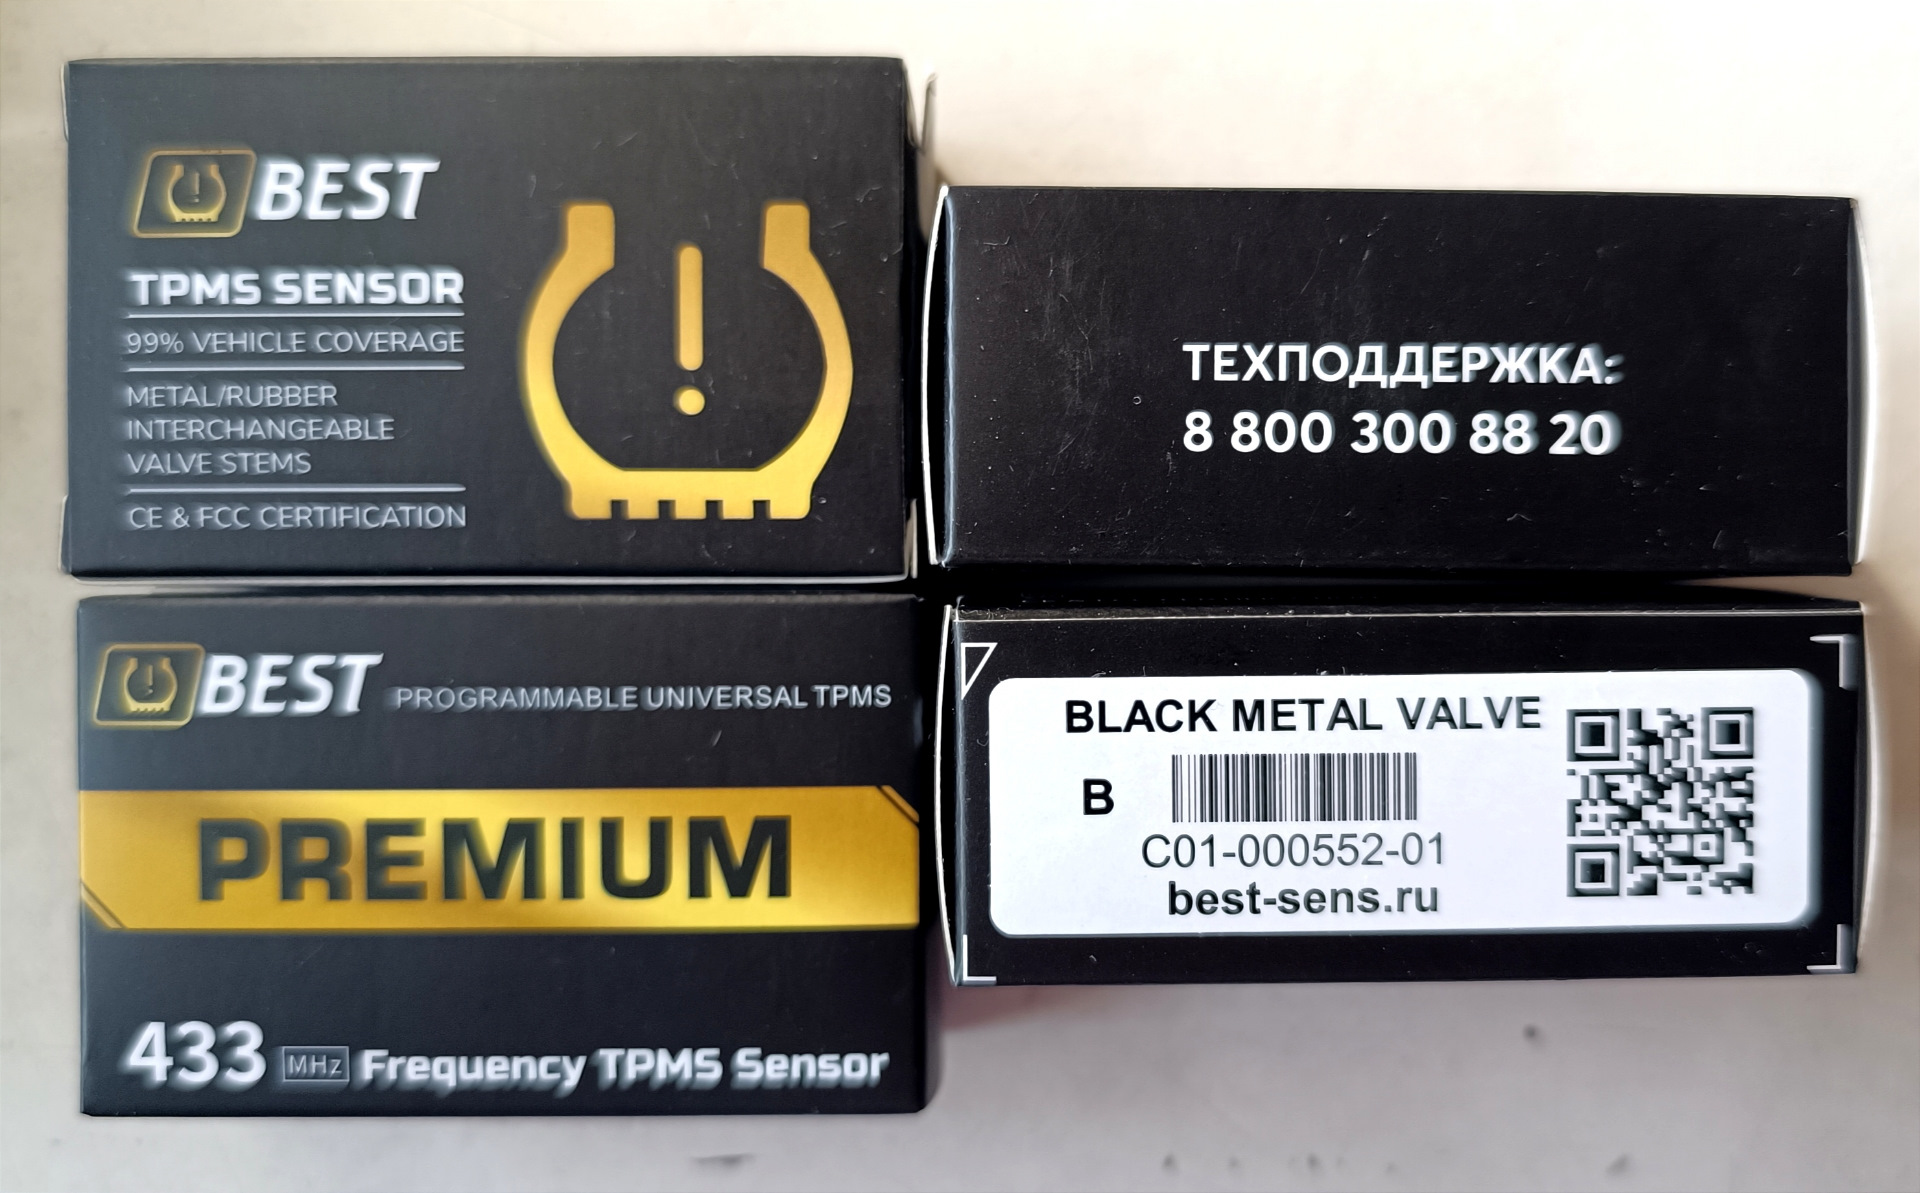 BEST
TPMS SENSOR
99% VEHICLE COVERAGE
METAL/RUBBER
INTERCHANGEABLE
VALVE STEMS
CE & FCC CERTIFICATION
ТЕХПОДДЕРЖКА:
8 800 300 88 20
BEST PROGRAMMABLE UNIVERSAL TPMS
PREMIUM
433 MHz Frequency TPMS Sensor
BLACK METAL VALVE
B
C01-000552-01
best-sens.ru